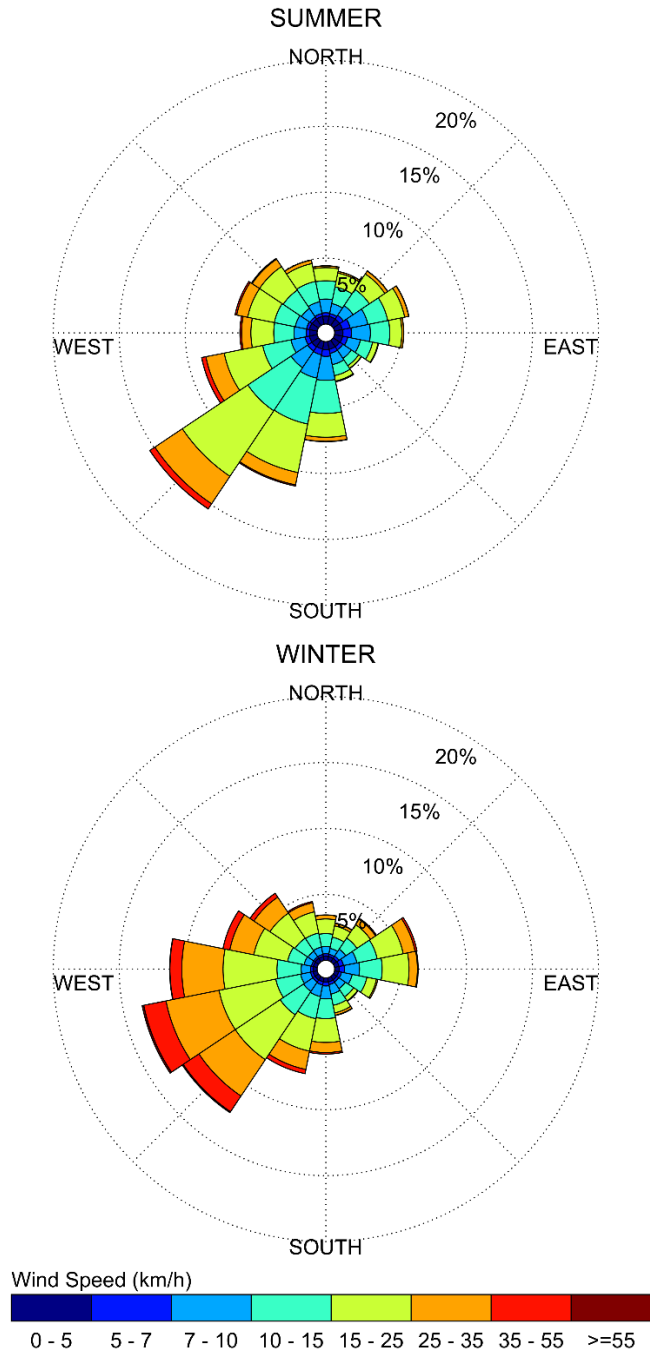 SUMMER
NORTH
20%
15%
10%
5%
WEST
EAST
SOUTH
WINTER
NORTH
20%
15%
10%
5%
WEST
EAST
SOUTH
Wind Speed (km/h)
0 - 5 5 - 7 7 - 10 10 - 15 15 - 25 25 - 35 35 - 55 >=55